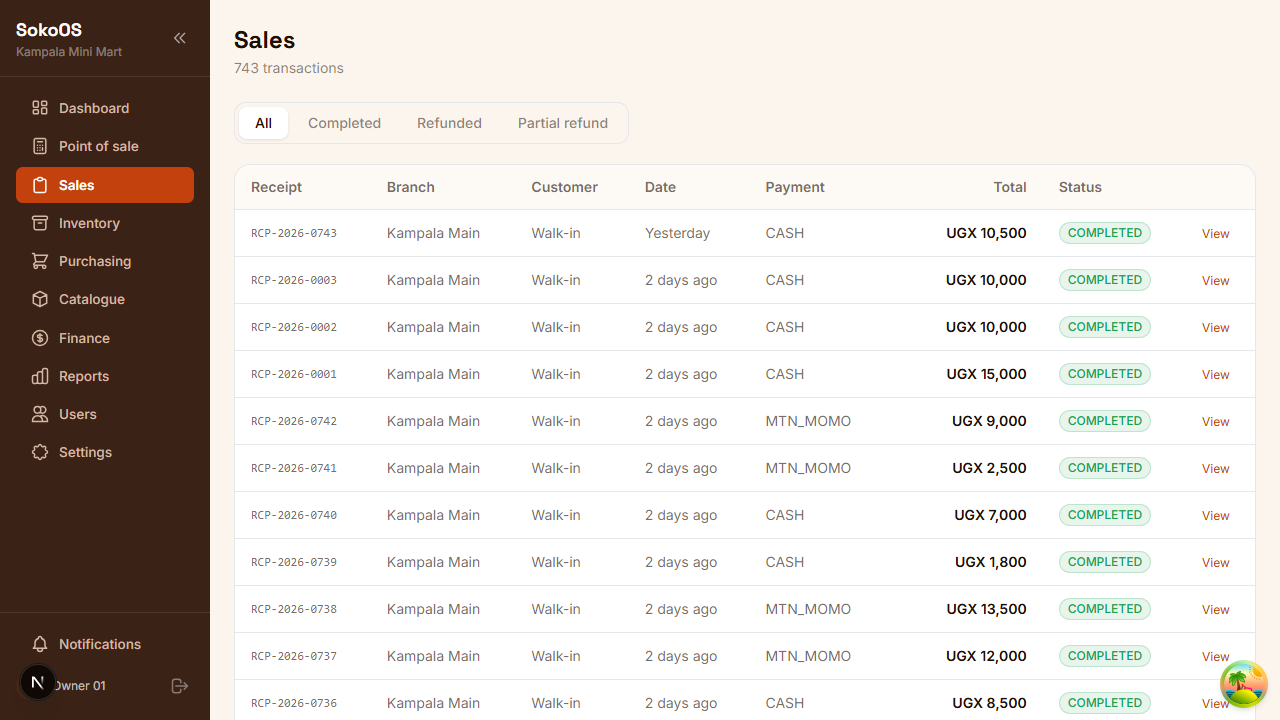 SokoOS
Kampala Mini Mart
Dashboard
Point of sale
Sales
Inventory
Purchasing
Catalogue
Finance
Reports
Users
Settings
Notifications
N
Owner 01
Sales
743 transactions
All Completed Refunded Partial refund
Receipt Branch Customer Date Payment Total Status
RCP-2026-0743 Kampala Main Walk-in Yesterday CASH UGX 10,500 COMPLETED View
RCP-2026-0003 Kampala Main Walk-in 2 days ago CASH UGX 10,000 COMPLETED View
RCP-2026-0002 Kampala Main Walk-in 2 days ago CASH UGX 10,000 COMPLETED View
RCP-2026-0001 Kampala Main Walk-in 2 days ago CASH UGX 15,000 COMPLETED View
RCP-2026-0742 Kampala Main Walk-in 2 days ago MTN_MOMO UGX 9,000 COMPLETED View
RCP-2026-0741 Kampala Main Walk-in 2 days ago MTN_MOMO UGX 2,500 COMPLETED View
RCP-2026-0740 Kampala Main Walk-in 2 days ago CASH UGX 7,000 COMPLETED View
RCP-2026-0739 Kampala Main Walk-in 2 days ago CASH UGX 1,800 COMPLETED View
RCP-2026-0738 Kampala Main Walk-in 2 days ago MTN_MOMO UGX 13,500 COMPLETED View
RCP-2026-0737 Kampala Main Walk-in 2 days ago MTN_MOMO UGX 12,000 COMPLETED View
RCP-2026-0736 Kampala Main Walk-in 2 days ago CASH UGX 8,500 COMPLETED View